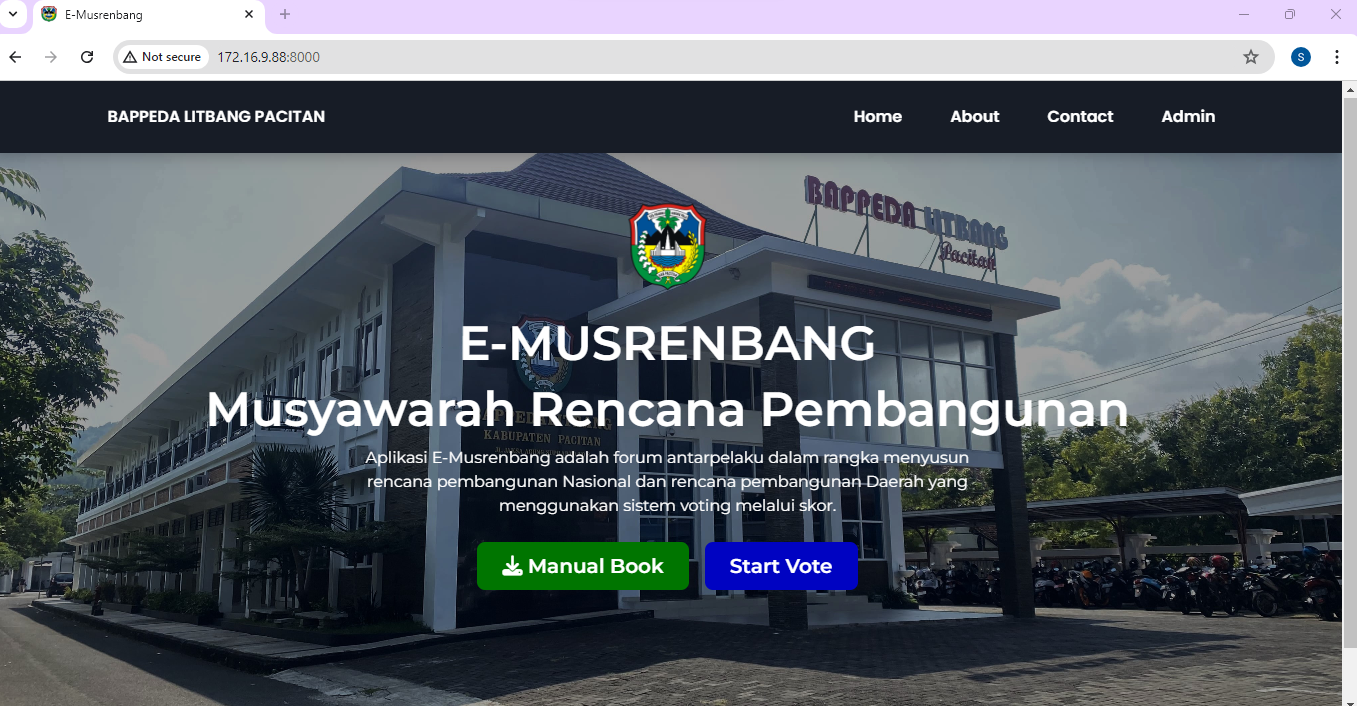 E-Musrenbang
S
Not secure
172.16.9.88:8000
BAPPEDA LITBANG PACITAN
Home
About
Contact
Admin
BAPPEDA LITBANG
Pacitan
E-MUSRENBANG
Musyawarah Rencana Pembangunan
KABUPATEN PACITAN
Aplikasi E-Musrenbang adalah forum antarpelaku dalam rangka menyusun
rencana pembangunan Nasional dan rencana pembangunan Daerah yang
menggunakan sistem voting melalui skor.
Manual Book
Start Vote